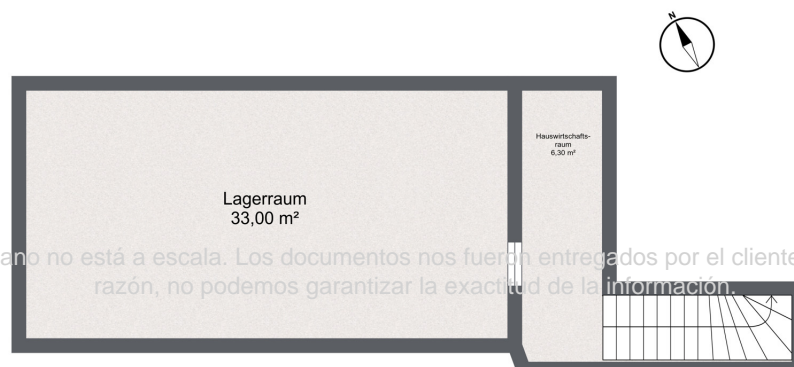 N
Hauswirtschafts-
raum
6,30 m²
Lagerraum
33,00 m²
ano no está a escala. Los documentos nos fueron entregados por el cliente
razón, no podemos garantizar la exactitud de la información.